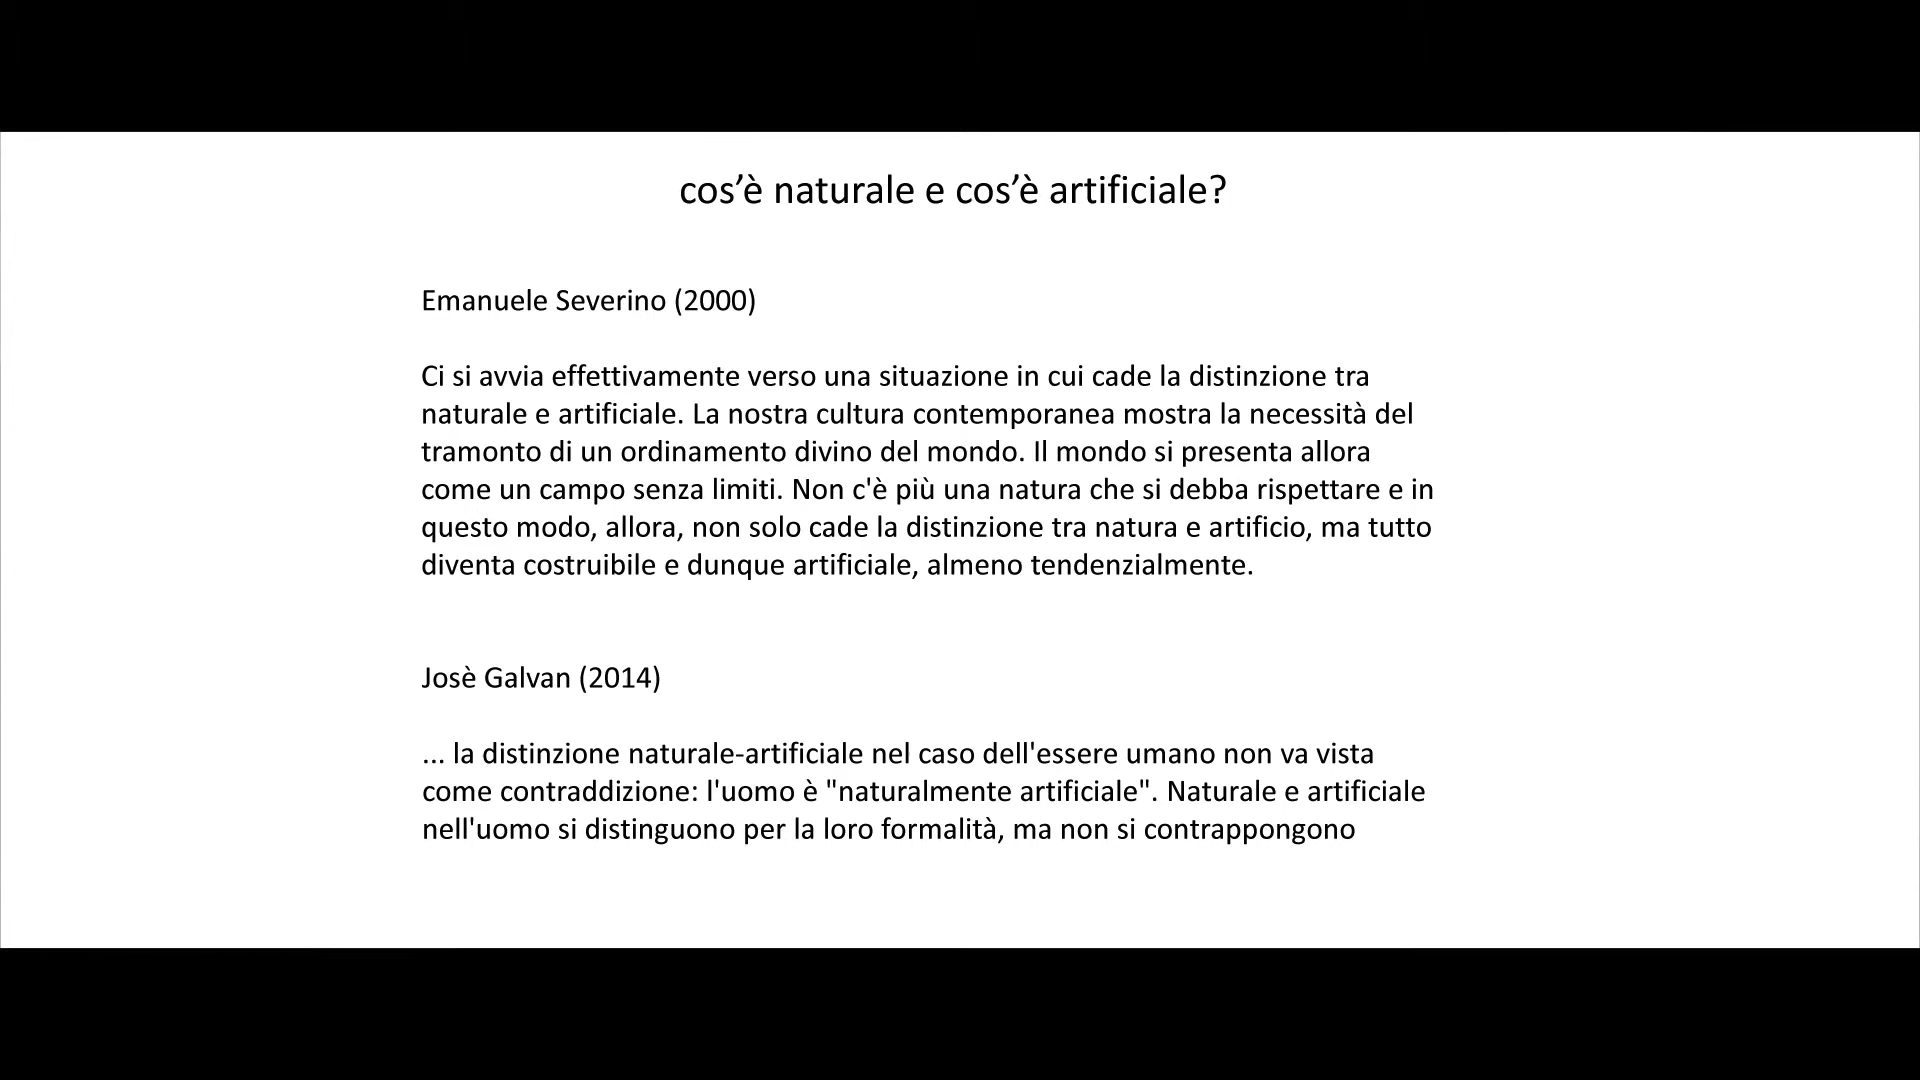 cos’è naturale e cos’è artificiale?
Emanuele Severino (2000)
Ci si avvia effettivamente verso una situazione in cui cade la distinzione tra
naturale e artificiale. La nostra cultura contemporanea mostra la necessità del
tramonto di un ordinamento divino del mondo. Il mondo si presenta allora
come un campo senza limiti. Non c'è più una natura che si debba rispettare e in
questo modo, allora, non solo cade la distinzione tra natura e artificio, ma tutto
diventa costruibile e dunque artificiale, almeno tendenzialmente.
Josè Galvan (2014)
... la distinzione naturale-artificiale nel caso dell'essere umano non va vista
come contraddizione: l'uomo è "naturalmente artificiale". Naturale e artificiale
nell'uomo si distinguono per la loro formalità, ma non si contrappongono